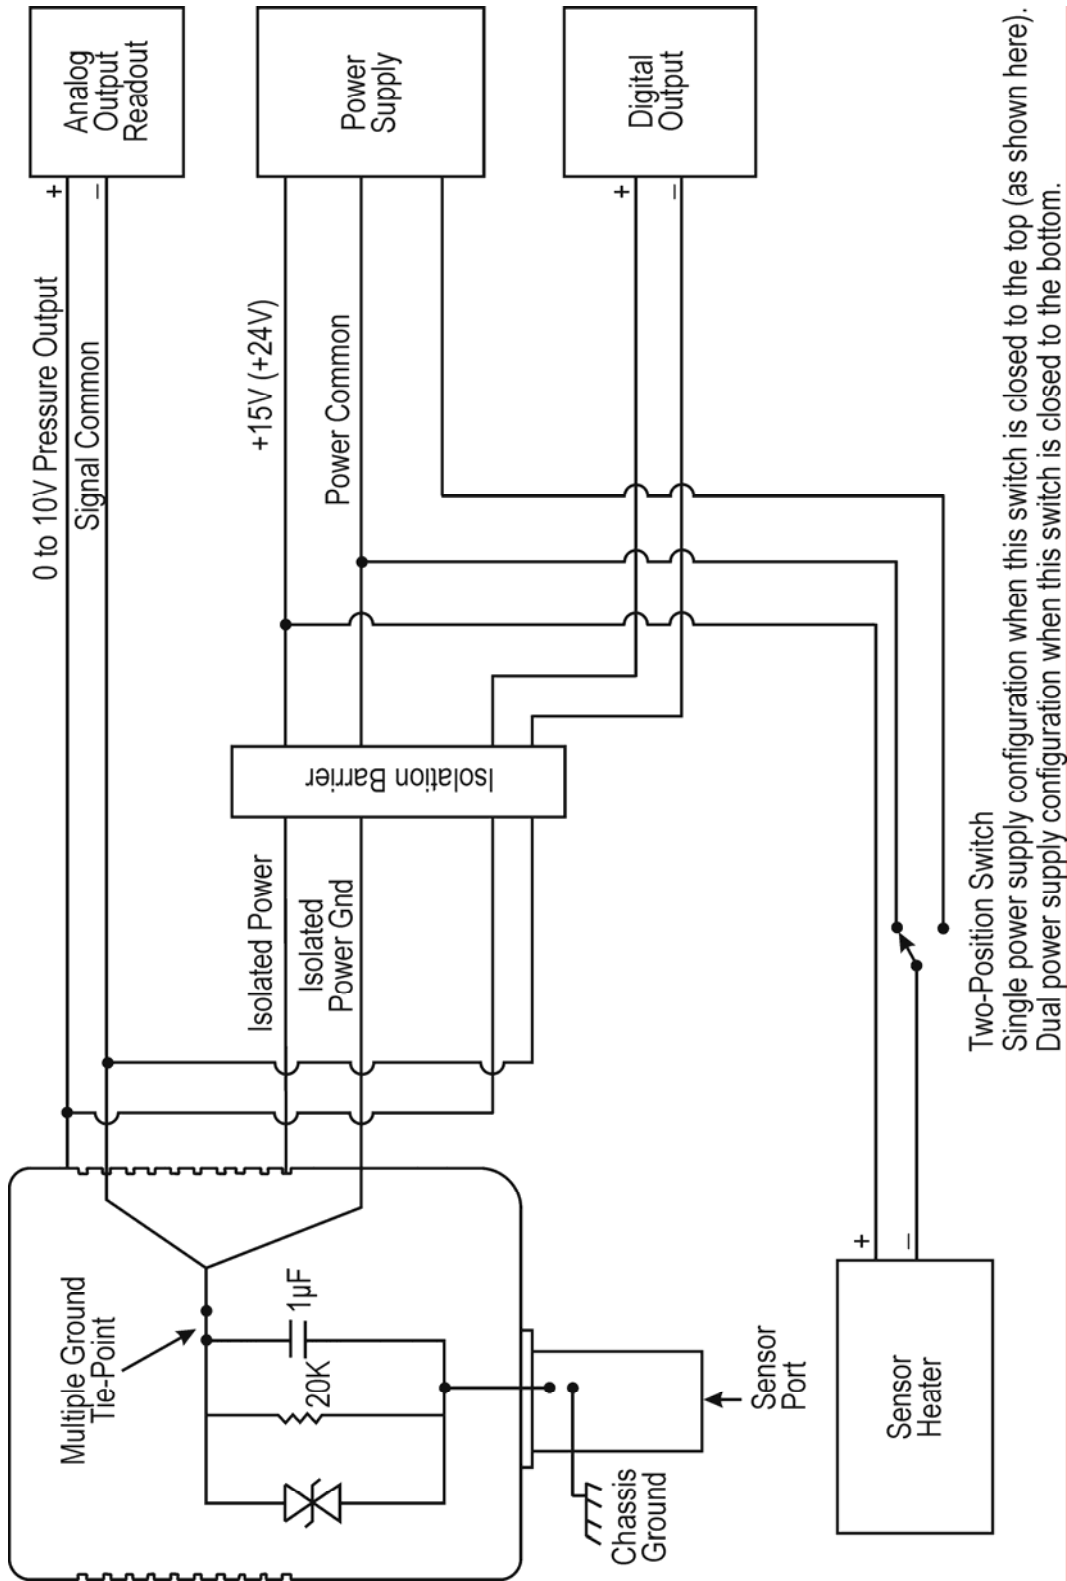 Analog
Output
Readout
Power
Supply
Digital
Output
+
–
+
–
0 to 10V Pressure Output
Signal Common
+15V (+24V)
Power Common
Isolation Barrier
Isolated Power
Isolated
Power Gnd
Multiple Ground
Tie-Point
1µF
20K
Sensor
Port
Chassis
Ground
+
–
Sensor
Heater
Two-Position Switch
Single power supply configuration when this switch is closed to the top (as shown here).
Dual power supply configuration when this switch is closed to the bottom.